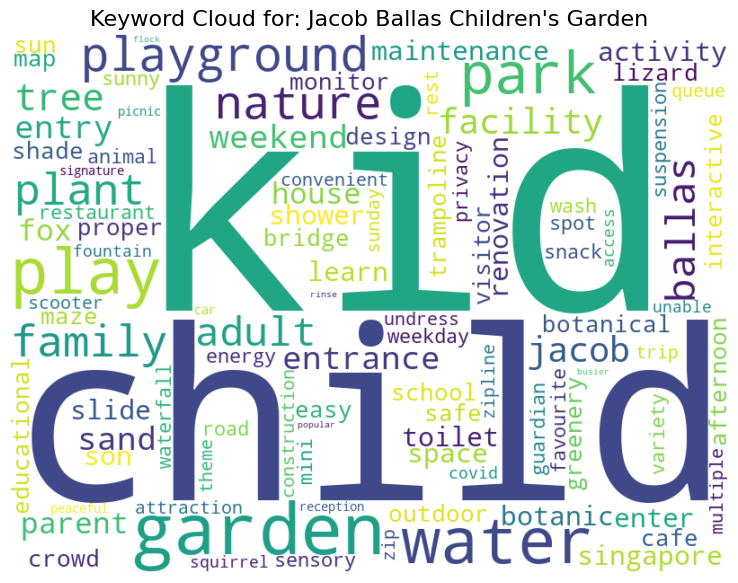 Keyword Cloud for: Jacob Ballas Children's Garden
flock
sun
map
playground
maintenance
activity
sunny
monitor
lizard
tree
picnic
nature
rest
park
queue
entry
weekend
design
facility
shade
animal
signature
convenient
trampoline
privacy
renovation
suspension
interactive
plant
house
kid
wash
restaurant
shower
sunday
spot
access
ballas
fox
proper
bridge
visitor
snack
fountain
play
learn
scooter
rinse
unable
maze
car
undress
botanical
family
adult
weekday
jacob
trip
energy
entrance
busier
educational
child
waterfall
slide
school
zipline
guardian
favourite
greenery
variety
afternoon
easy
safe
sand
road
popular
toilet
son
theme
construction
mini
space
covid
multiple
peaceful
attraction
reception
outdoor
botanic
enter
parent
garden
zip
water
cafe
crowd
squirrel
sensory
singapore